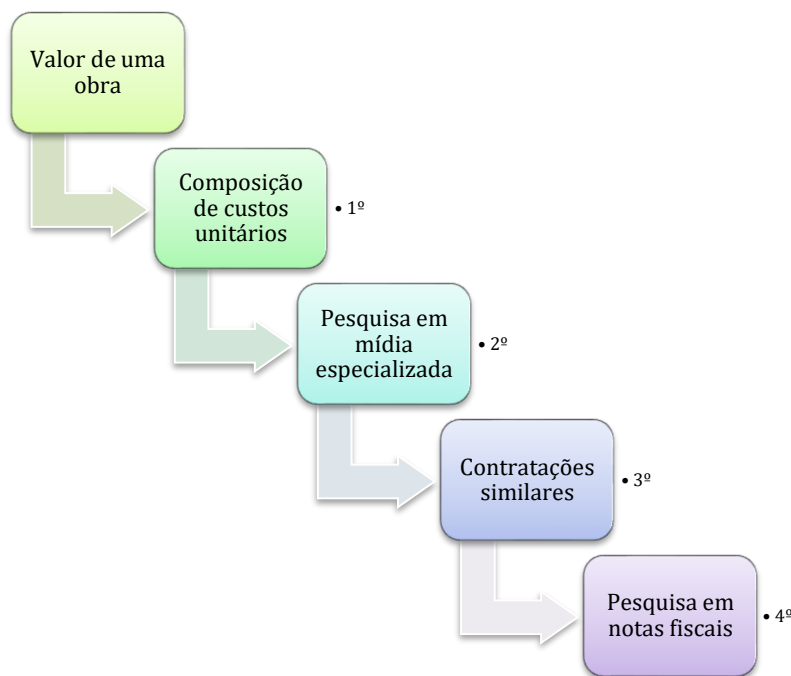 Valor de uma
obra
Composição
de custos
unitários
• 1º
Pesquisa em
mídia
especializada
• 2º
Contratações
similares
• 3º
Pesquisa em
notas fiscais
• 4º